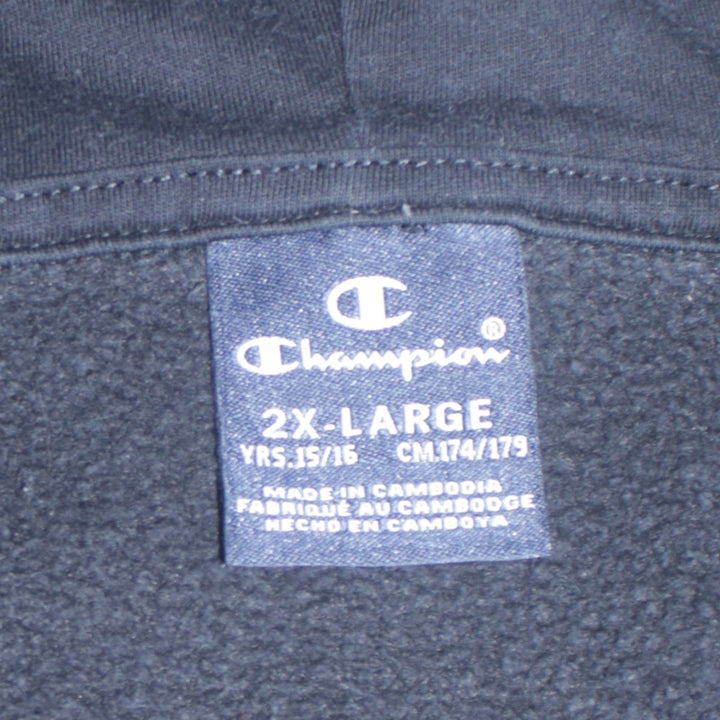 Champion®
2X-LARGE
YRS.15/16 CM.174/179
MADE IN CAMBODIA
FABRIQUÉ AU CAMBODGE
HECHO EN CAMBOYA